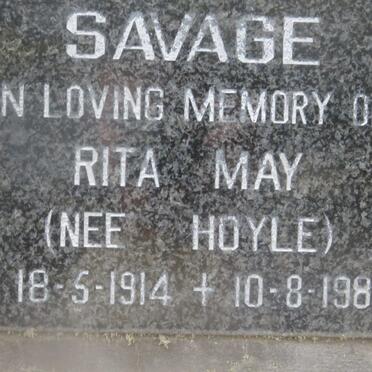 SAVAGE
N LOVING MEMORY O
RITA MAY
(NEE HOYLE)
18-5-1914 + 10-8-198